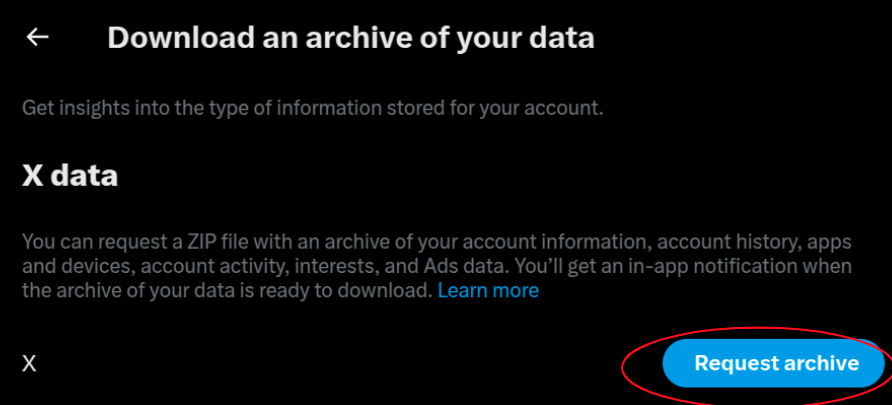 Download an archive of your data
Get insights into the type of information stored for your account.
X data
You can request a ZIP file with an archive of your account information, account history, apps
and devices, account activity, interests, and Ads data. You’ll get an in-app notification when
the archive of your data is ready to download. Learn more
X
Request archive